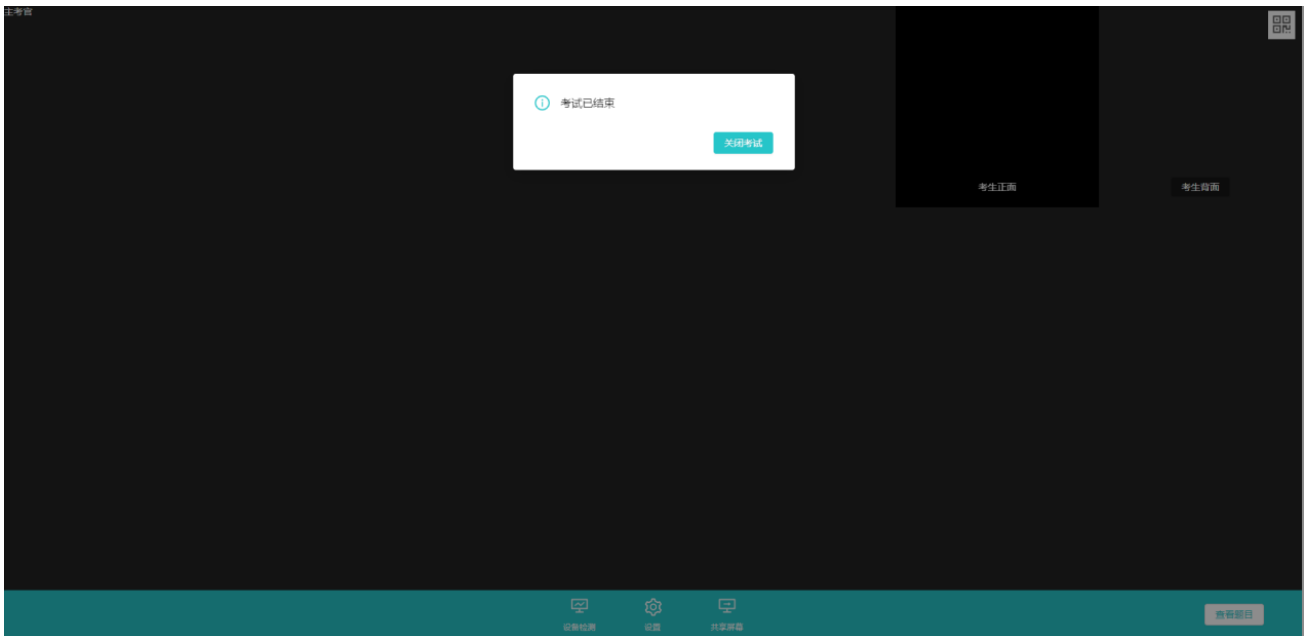 主考官
考试已结束
关闭考试
考生正面
考生背面
设备检测
设置
共享屏幕
查看题目